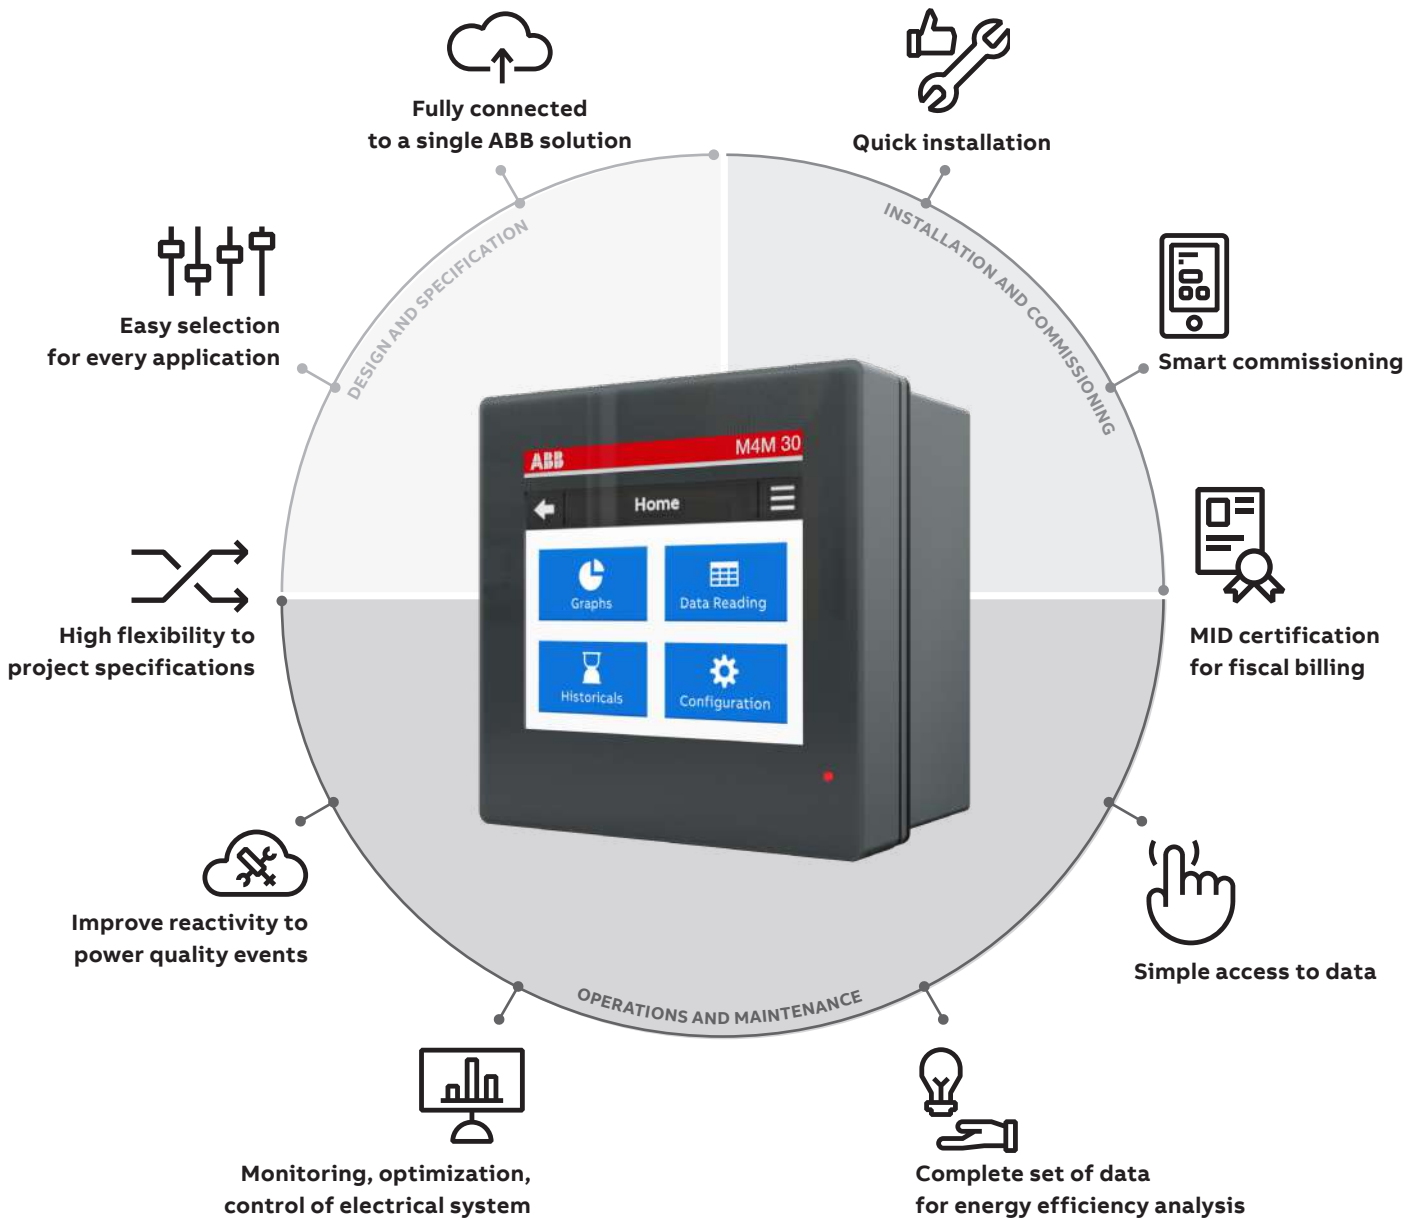 Fully connected
to a single ABB solution
Quick installation
DESIGN AND SPECIFICATION
INSTALLATION AND COMMISSIONING
Easy selection
for every application
Smart commissioning
ABB
M4M 30
Home
Graphs
Data Reading
Historicals
Configuration
High flexibility to
project specifications
MID certification
for fiscal billing
Improve reactivity to
power quality events
Simple access to data
OPERATIONS AND MAINTENANCE
Monitoring, optimization,
control of electrical system
Complete set of data
for energy efficiency analysis